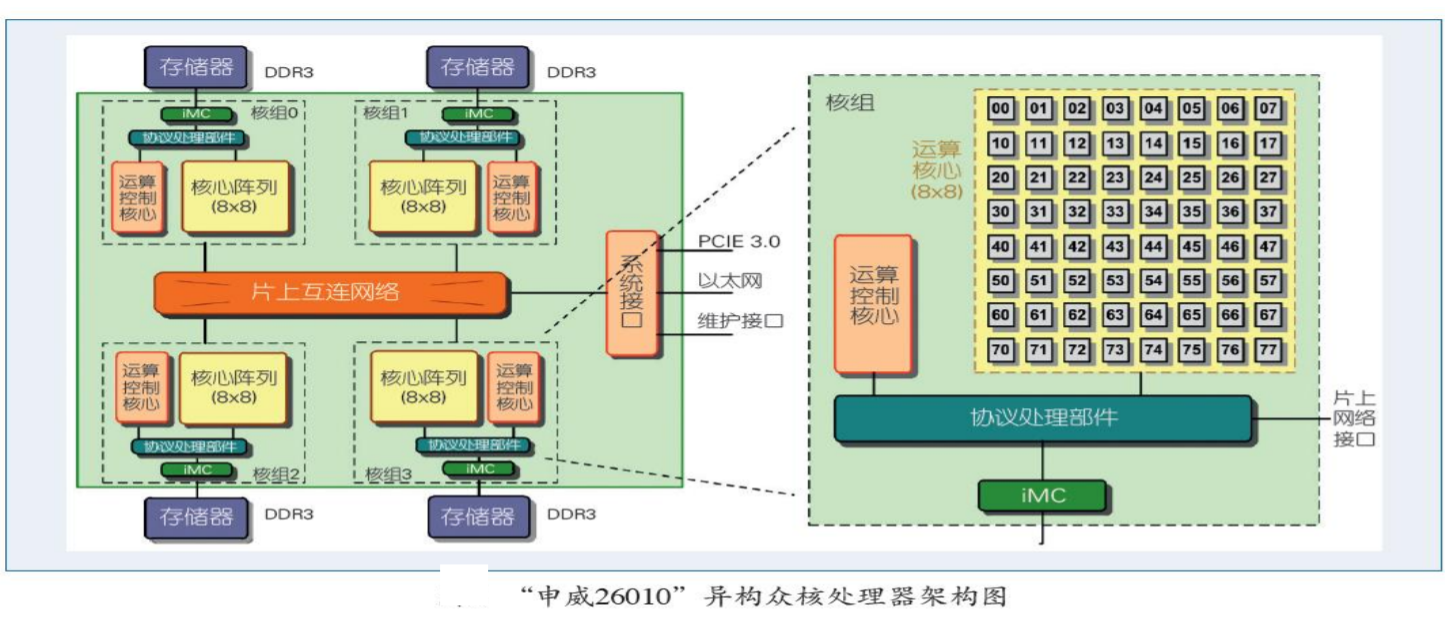 存储器 DDR3
存储器 DDR3
iMC 核组0
协议处理部件
运算
控制
核心
核心阵列
(8x8)
核组1 iMC
协议处理部件
核心阵列
(8x8)
运算
控制
核心
片上互连网络
系统接口
PCIE 3.0
以太网
维护接口
运算
控制
核心
核心阵列
(8x8)
协议处理部件
iMC 核组2
核心阵列
(8x8)
运算
控制
核心
协议处理部件
核组3 iMC
存储器 DDR3
存储器 DDR3
核组
运算
核心
(8x8)
00 01 02 03 04 05 06 07
10 11 12 13 14 15 16 17
20 21 22 23 24 25 26 27
30 31 32 33 34 35 36 37
40 41 42 43 44 45 46 47
50 51 52 53 54 55 56 57
60 61 62 63 64 65 66 67
70 71 72 73 74 75 76 77
运算
控制
核心
协议处理部件
片上
网络
接口
iMC
“申威26010”异构众核处理器架构图